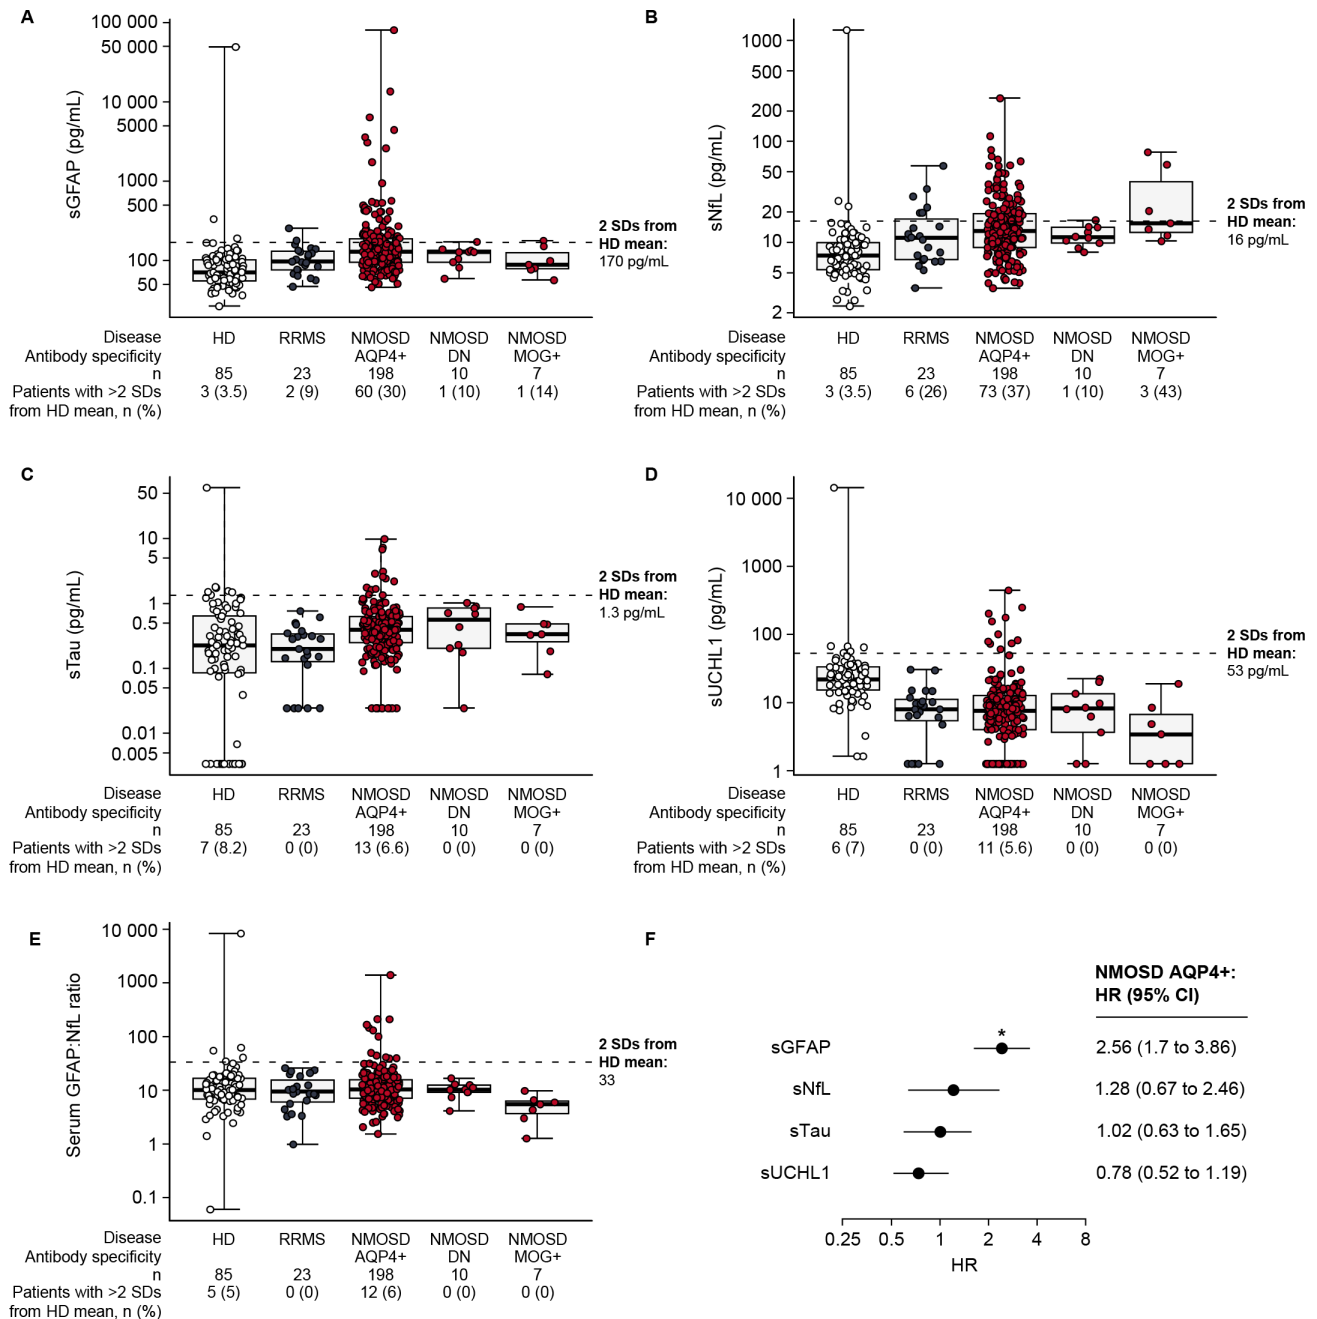 A
100 000
50 000
10 000
5000
1000
500
100
50
sGFAP (pg/mL)
2 SDs from
HD mean:
170 pg/mL
Disease HD RRMS NMOSD NMOSD NMOSD
Antibody specificity AQP4+ DN MOG+
n 85 23 198 10 7
Patients with >2 SDs 3 (3.5) 2 (9) 60 (30) 1 (10) 1 (14)
from HD mean, n (%)
B
1000
500
200
100
50
20
10
5
2
sNfL (pg/mL)
2 SDs from
HD mean:
16 pg/mL
Disease HD RRMS NMOSD NMOSD NMOSD
Antibody specificity AQP4+ DN MOG+
n 85 23 198 10 7
Patients with >2 SDs 3 (3.5) 6 (26) 73 (37) 1 (10) 3 (43)
from HD mean, n (%)
C
50
10
5
1
0.5
0.1
0.05
0.01
0.005
sTau (pg/mL)
2 SDs from
HD mean:
1.3 pg/mL
Disease HD RRMS NMOSD NMOSD NMOSD
Antibody specificity AQP4+ DN MOG+
n 85 23 198 10 7
Patients with >2 SDs 7 (8.2) 0 (0) 13 (6.6) 0 (0) 0 (0)
from HD mean, n (%)
D
10 000
1000
100
10
1
sUCHL1 (pg/mL)
2 SDs from
HD mean:
53 pg/mL
Disease HD RRMS NMOSD NMOSD NMOSD
Antibody specificity AQP4+ DN MOG+
n 85 23 198 10 7
Patients with >2 SDs 6 (7) 0 (0) 11 (5.6) 0 (0) 0 (0)
from HD mean, n (%)
E
10 000
1000
100
10
1
0.1
Serum GFAP:NfL ratio
2 SDs from
HD mean:
33
Disease HD RRMS NMOSD NMOSD NMOSD
Antibody specificity AQP4+ DN MOG+
n 85 23 198 10 7
Patients with >2 SDs 5 (5) 0 (0) 12 (6) 0 (0) 0 (0)
from HD mean, n (%)
F
NMOSD AQP4+:
HR (95% CI)
*
sGFAP 2.56 (1.7 to 3.86)
sNfL 1.28 (0.67 to 2.46)
sTau 1.02 (0.63 to 1.65)
sUCHL1 0.78 (0.52 to 1.19)
0.25 0.5 1 2 4 8
HR